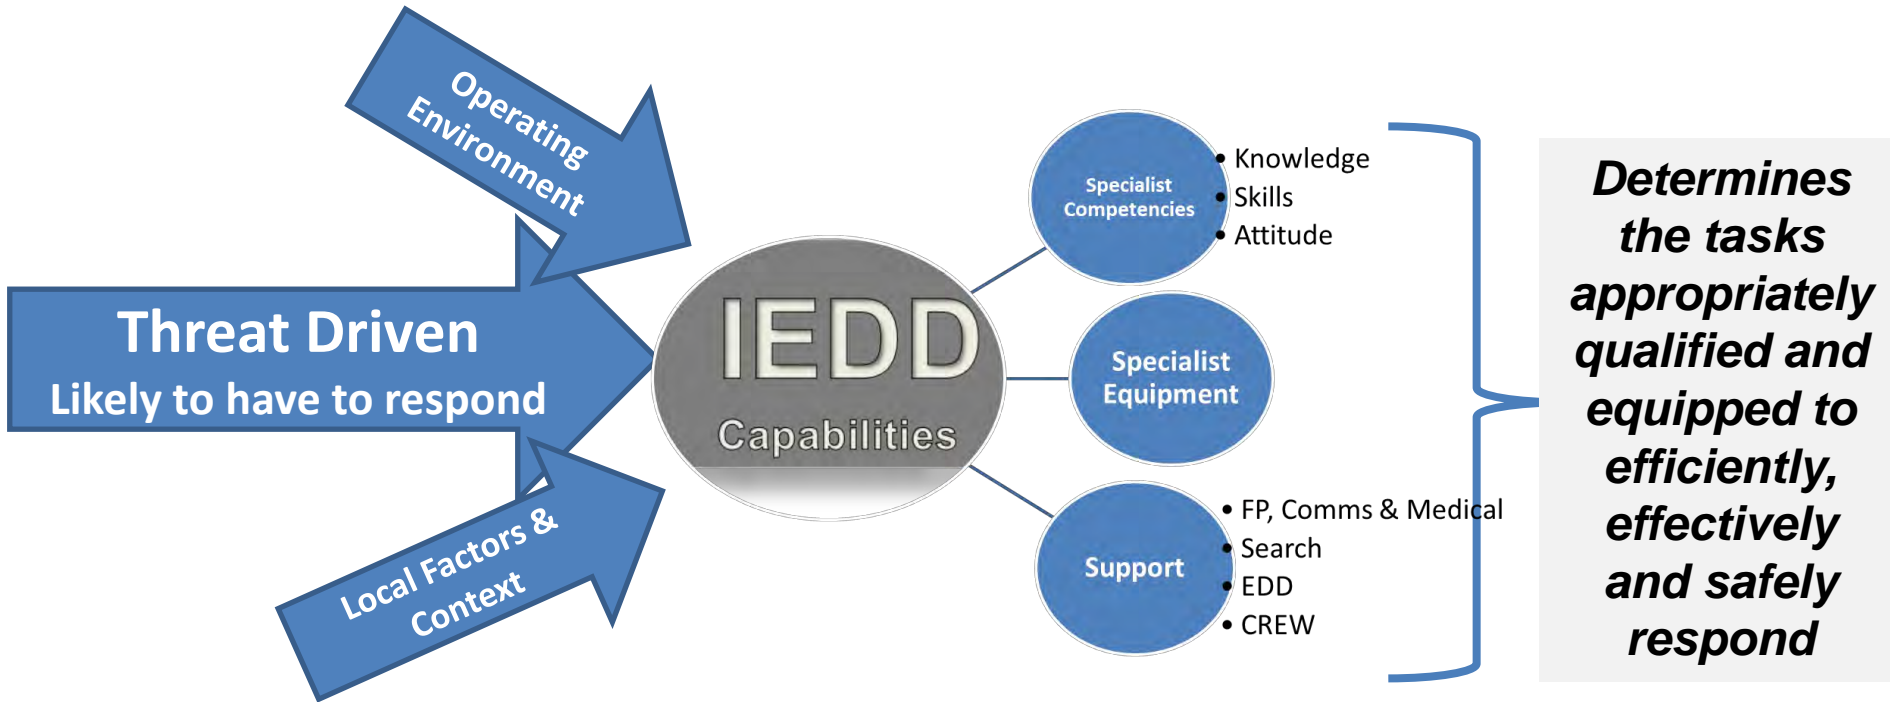 Operating
Environment
Threat Driven
Likely to have to respond
Local Factors &
Context
IEDD
Capabilities
Specialist
Competencies
• Knowledge
• Skills
• Attitude
Specialist
Equipment
Support
• FP, Comms & Medical
• Search
• EDD
• CREW
Determines
the tasks
appropriately
qualified and
equipped to
efficiently,
effectively
and safely
respond